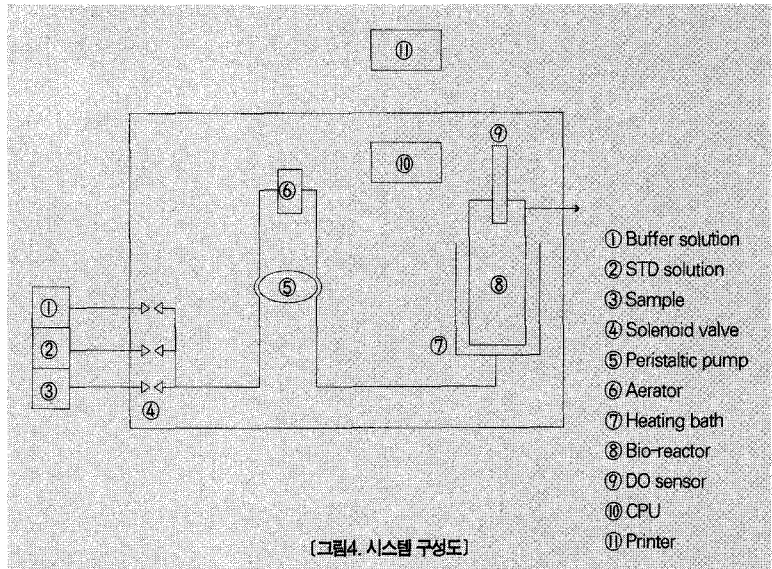 ⑪
⑨
⑩
⑥
① Buffer solution
② STD solution
③ Sample
④ Solenoid valve
⑤ Peristaltic pump
⑥ Aerator
⑦ Heating bath
⑧ Bio-reactor
⑨ DO sensor
⑩ CPU
⑪ Printer
⑤
⑧
①
②
③
④
⑦
[그림4. 시스템 구성도]